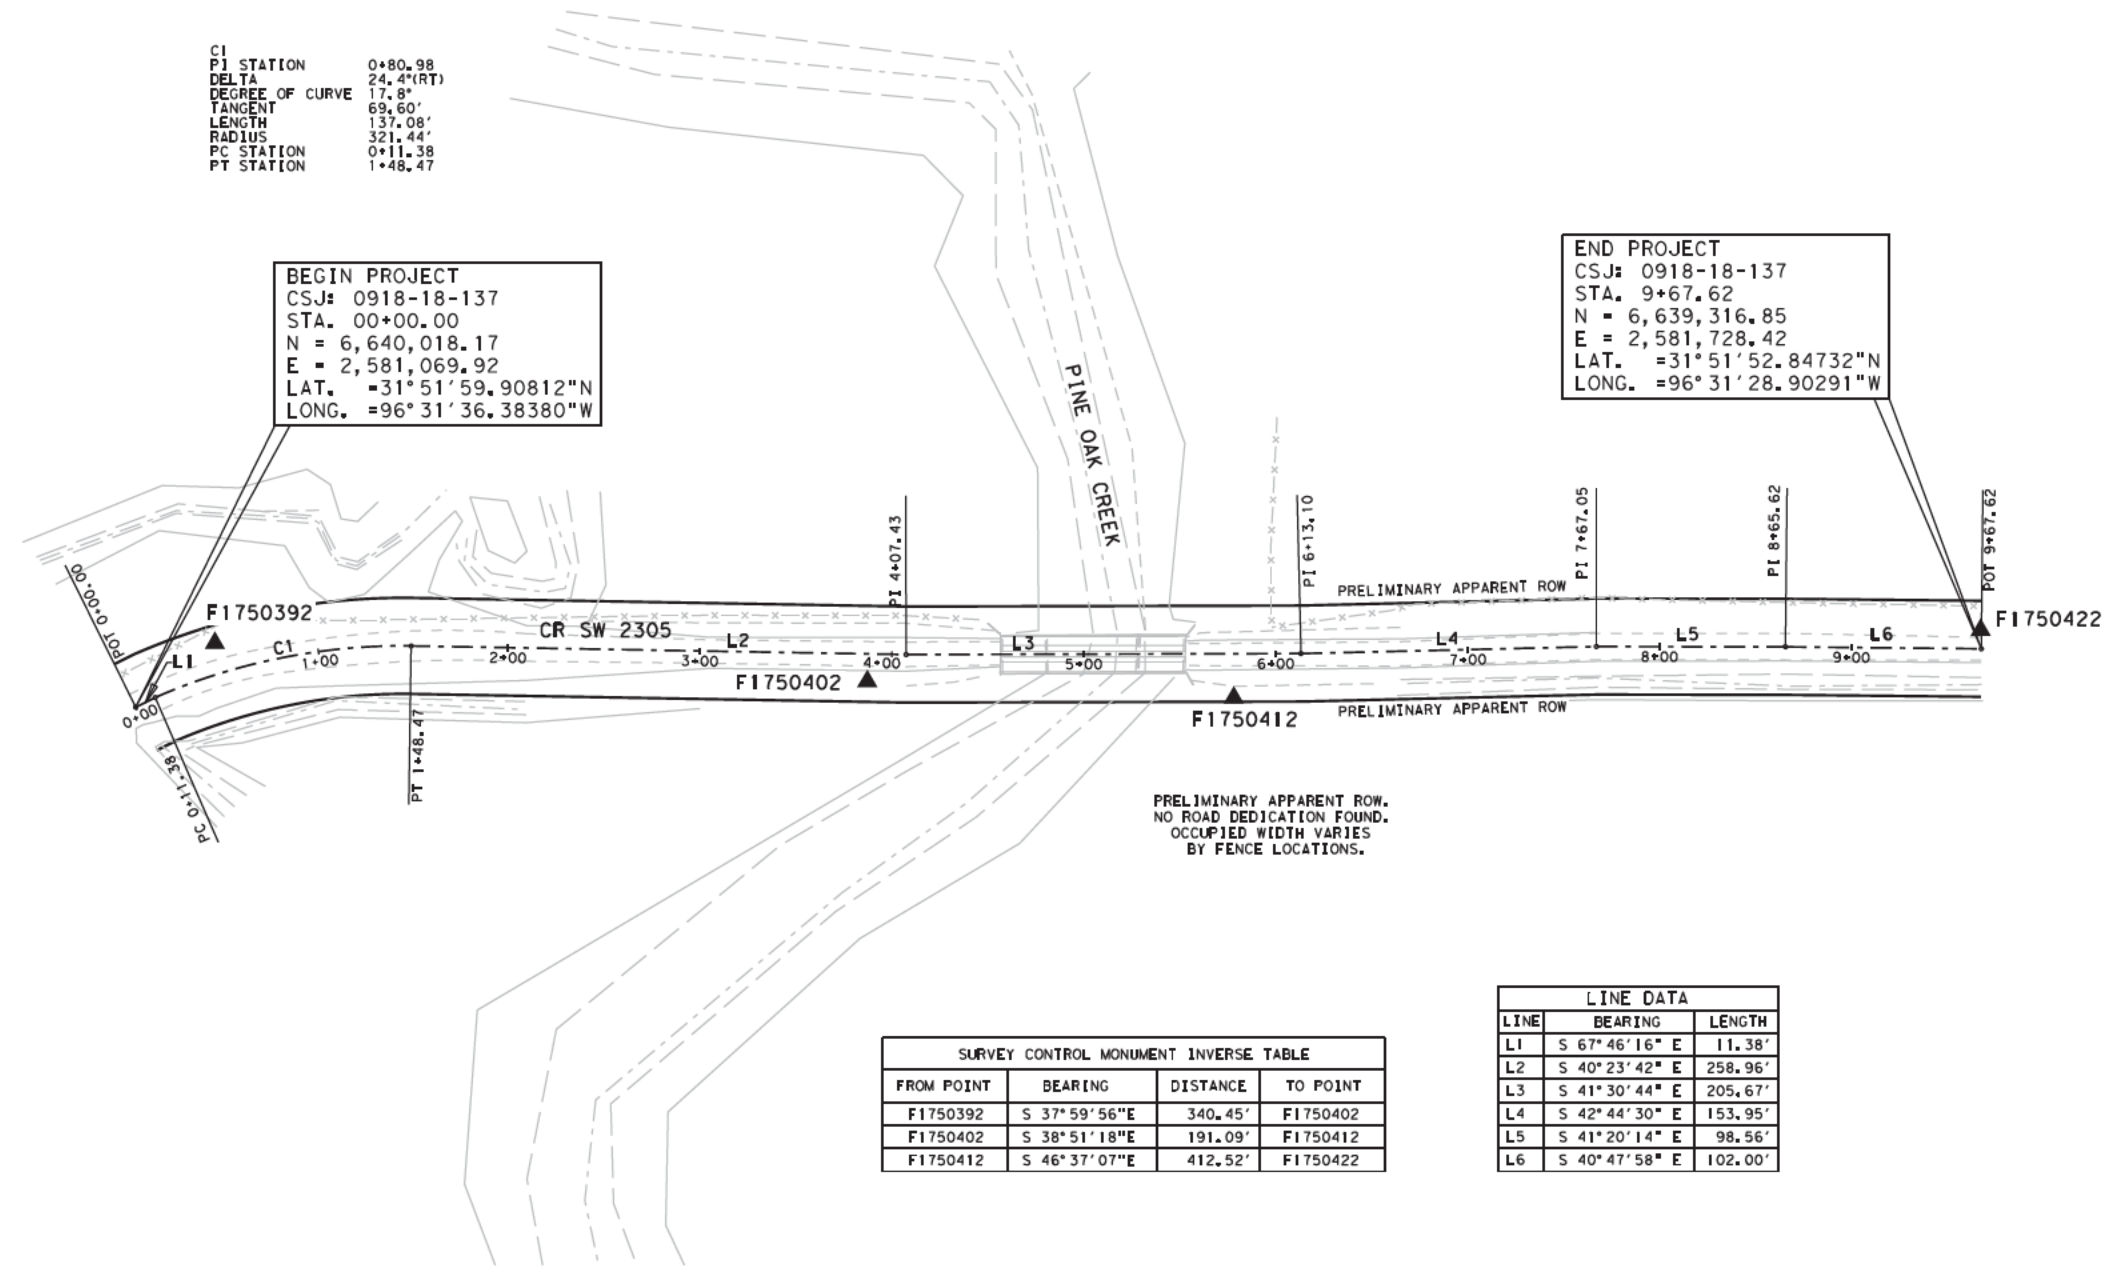 C1
PI STATION 0+80.98
DELTA 24.4°(RT)
DEGREE OF CURVE 17.8°
TANGENT 69.60'
LENGTH 137.08'
RADIUS 321.44'
PC STATION 0+11.38
PT STATION 1+48.47
BEGIN PROJECT
CSJ: 0918-18-137
STA. 00+00.00
N = 6,640,018.17
E = 2,581,069.92
LAT. =31°51'59.90812"N
LONG. =96°31'36.38380"W
END PROJECT
CSJ: 0918-18-137
STA. 9+67.62
N = 6,639,316.85
E = 2,581,728.42
LAT. =31°51'52.84732"N
LONG. =96°31'28.90291"W
PINE OAK CREEK
POT 0+00.00
PI 4+07.43
PI 6+13.10
PI 7+67.05
PI 8+65.62
POT 9+67.62
PRELIMINARY APPARENT ROW
F1750392
F1750422
CR SW 2305
L1
C1
L2
L3
L4
L5
L6
0+00
1+00
2+00
3+00
4+00
5+00
6+00
7+00
8+00
9+00
F1750402
F1750412
PRELIMINARY APPARENT ROW
PT 1+48.47
PC 0+11.38
PRELIMINARY APPARENT ROW.
NO ROAD DEDICATION FOUND.
OCCUPIED WIDTH VARIES
BY FENCE LOCATIONS.
SURVEY CONTROL MONUMENT INVERSE TABLE
FROM POINT BEARING DISTANCE TO POINT
F1750392 S 37°59'56"E 340.45' F1750402
F1750402 S 38°51'18"E 191.09' F1750412
F1750412 S 46°37'07"E 412.52' F1750422
LINE DATA
LINE BEARING LENGTH
L1 S 67°46'16" E 11.38'
L2 S 40°23'42" E 258.96'
L3 S 41°30'44" E 205.67'
L4 S 42°44'30" E 153.95'
L5 S 41°20'14" E 98.56'
L6 S 40°47'58" E 102.00'